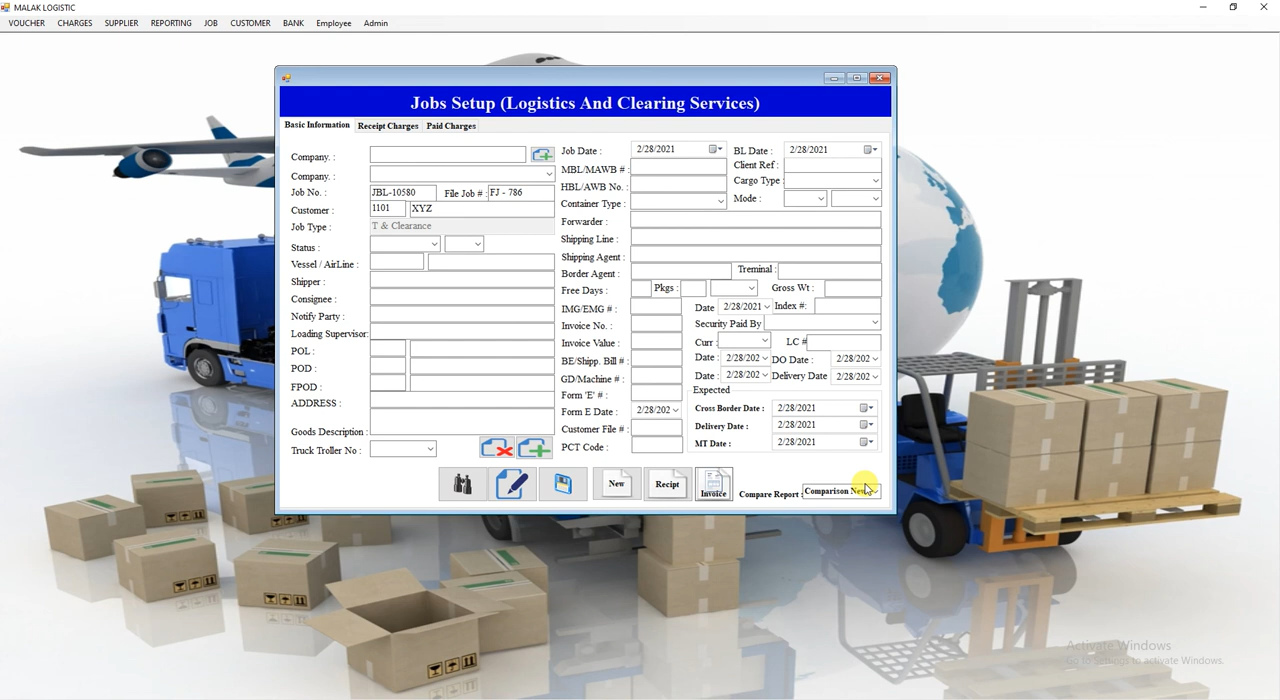 MALAK LOGISTIC
VOUCHER CHARGES SUPPLIER REPORTING JOB CUSTOMER BANK Employee Admin
Jobs Setup (Logistics And Clearing Services)
Basic Information Receipt Charges Paid Charges
Company. :
Company. :
Job No. : JBL-10580 File Job # : FJ - 786
Customer : 1101 XYZ
Job Type : T & Clearance
Status :
Vessel / AirLine :
Shipper :
Consignee :
Notify Party :
Loading Supervisor:
POL :
POD :
FPOD :
ADDRESS :
Goods Description :
Truck Troller No :
Job Date : 2/28/2021 BL Date : 2/28/2021
MBL/MAWB # : Client Ref :
HBL/AWB No. : Cargo Type :
Container Type : Mode :
Forwarder :
Shipping Line :
Shipping Agent :
Border Agent : Treminal :
Free Days : Pkgs : Gross Wt :
IMG/EMG # : Date 2/28/2021 Index #:
Invoice No. : Security Paid By
Invoice Value : Curr : LC #
BE/Shipp. Bill # : Date : 2/28/202 DO Date : 2/28/202
GD/Machine # : Date : 2/28/202 Delivery Date 2/28/202
Form 'E' # : Expected
Form E Date : 2/28/202 Cross Border Date : 2/28/2021
Customer File # : Delivery Date : 2/28/2021
PCT Code : MT Date : 2/28/2021
New Recipt Invoice Compare Report : Comparison
Activate Windows
Go to Settings to activate Windows.